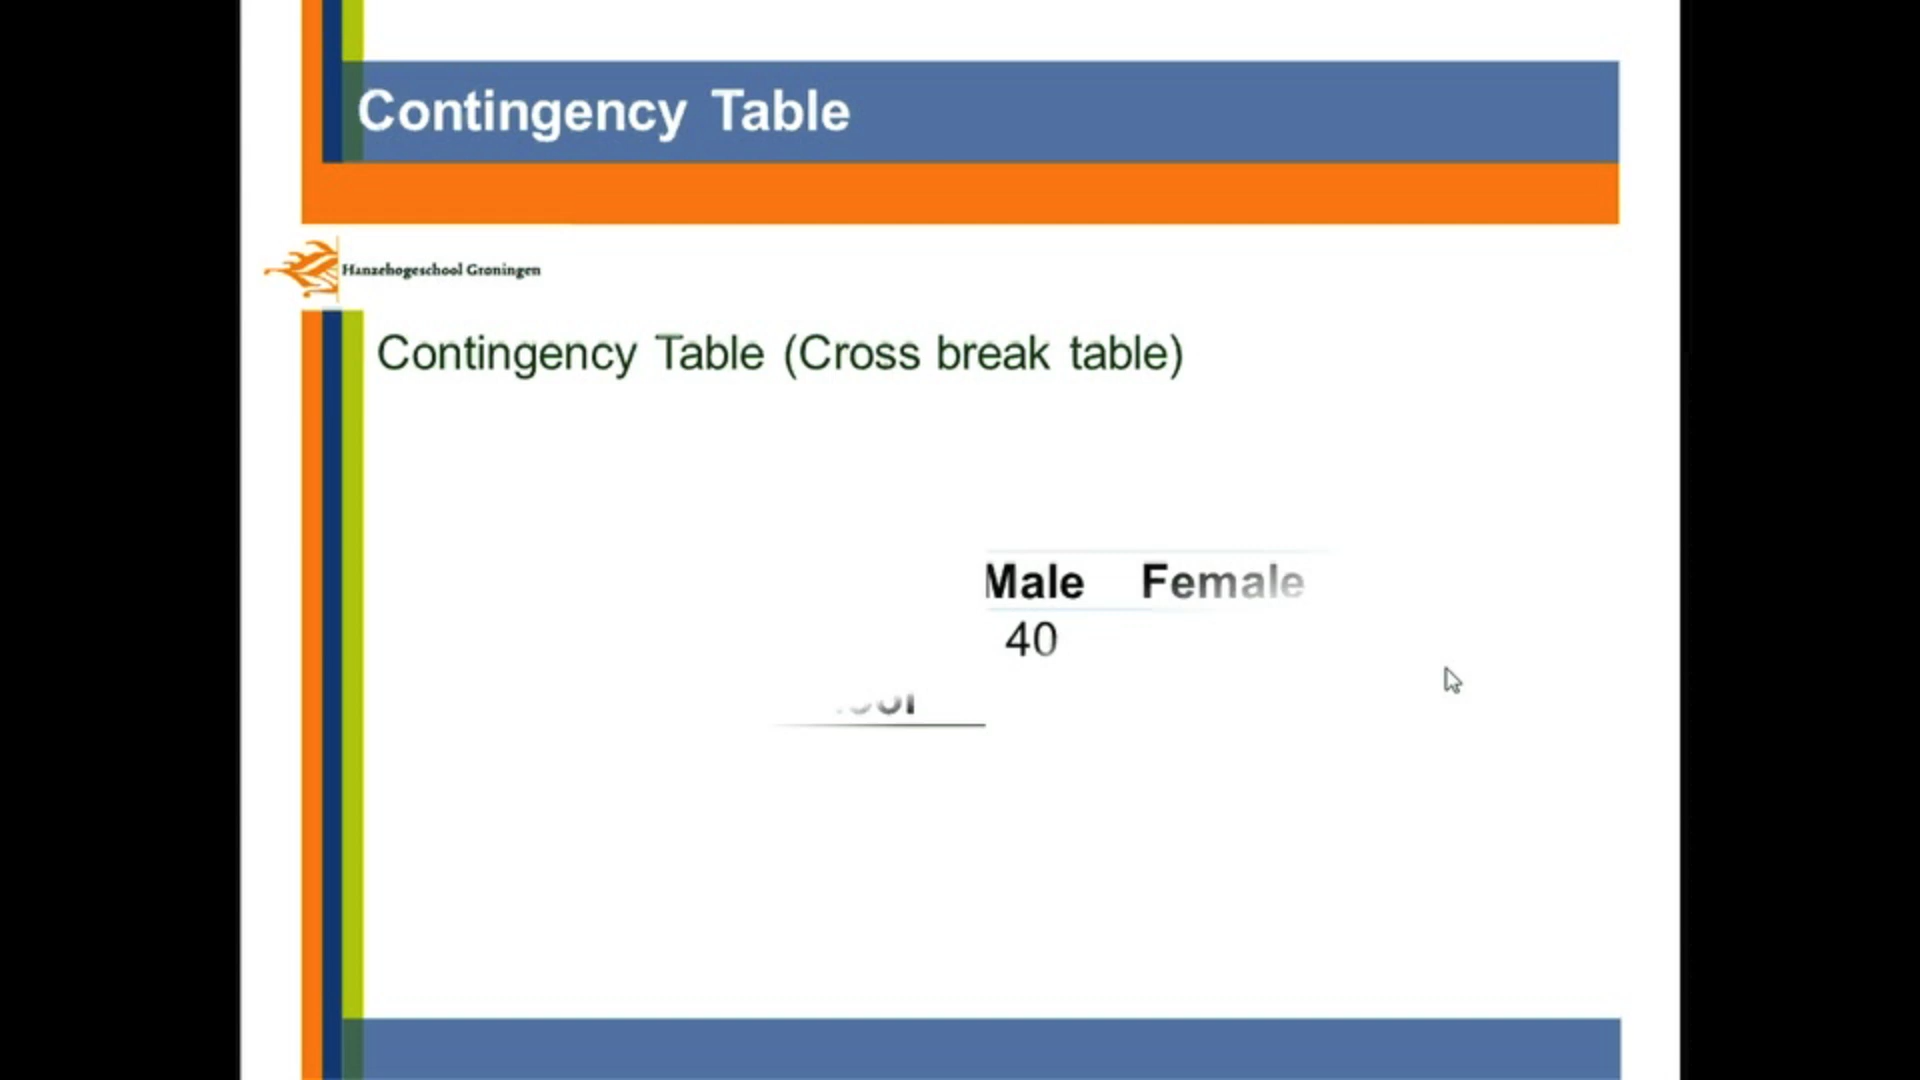 Contingency Table
Hanzehogeschool Groningen
Contingency Table (Cross break table)
Male Female
40